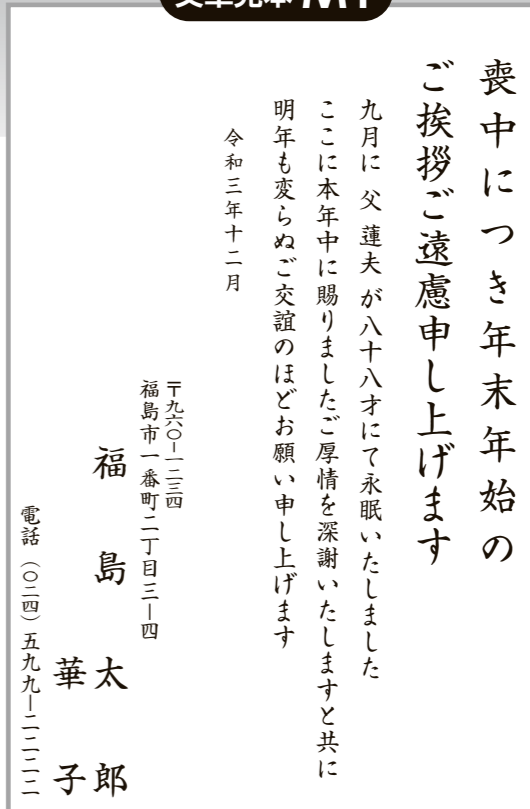 文章見本 M1
喪中につき年末年始の
ご挨拶ご遠慮申し上げます
九月に 父 蓮夫 が八十八才にて永眠いたしました
ここに本年中に賜りましたご厚情を深謝いたしますと共に
明年も変らぬご交誼のほどお願い申し上げます
令和三年十二月
〒九六〇ー一二三四
福島市一番町二丁目三ー四
福島 太郎
華子
電話 (〇二四) 五九九ー二二二二